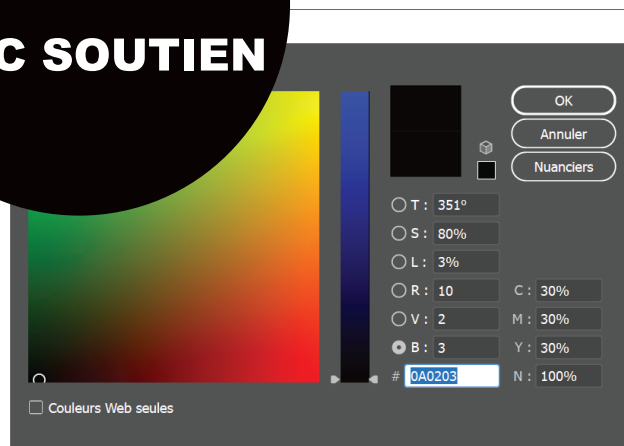 C SOUTIEN
OK
Annuler
Nuanciers
T : 351°
S : 80%
L : 3%
R : 10 C : 30%
V : 2 M : 30%
B : 3 Y : 30%
# 0A0203 N : 100%
Couleurs Web seules